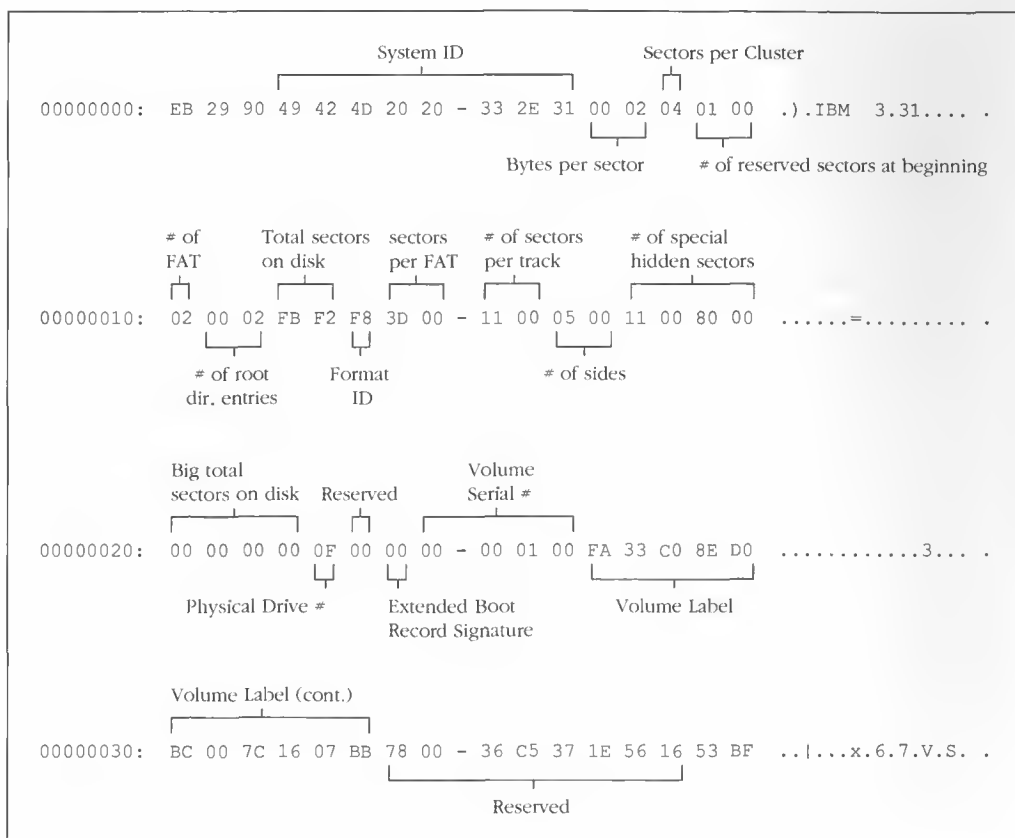 System ID Sectors per Cluster
00000000: EB 29 90 49 42 4D 20 20 - 33 2E 31 00 02 04 01 00 .).IBM 3.31.... .
Bytes per sector # of reserved sectors at beginning
# of Total sectors sectors # of sectors # of special
FAT on disk per FAT per track hidden sectors
00000010: 02 00 02 FB F2 F8 3D 00 - 11 00 05 00 11 00 80 00 ......=......... .
# of root Format # of sides
dir. entries ID
Big total Volume
sectors on disk Reserved Serial #
00000020: 00 00 00 00 0F 00 00 00 - 00 01 00 FA 33 C0 8E D0 ............3... .
Physical Drive # Extended Boot Volume Label
Record Signature
Volume Label (cont.)
00000030: BC 00 7C 16 07 BB 78 00 - 36 C5 37 1E 56 16 53 BF ..|...x.6.7.V.S. .
Reserved